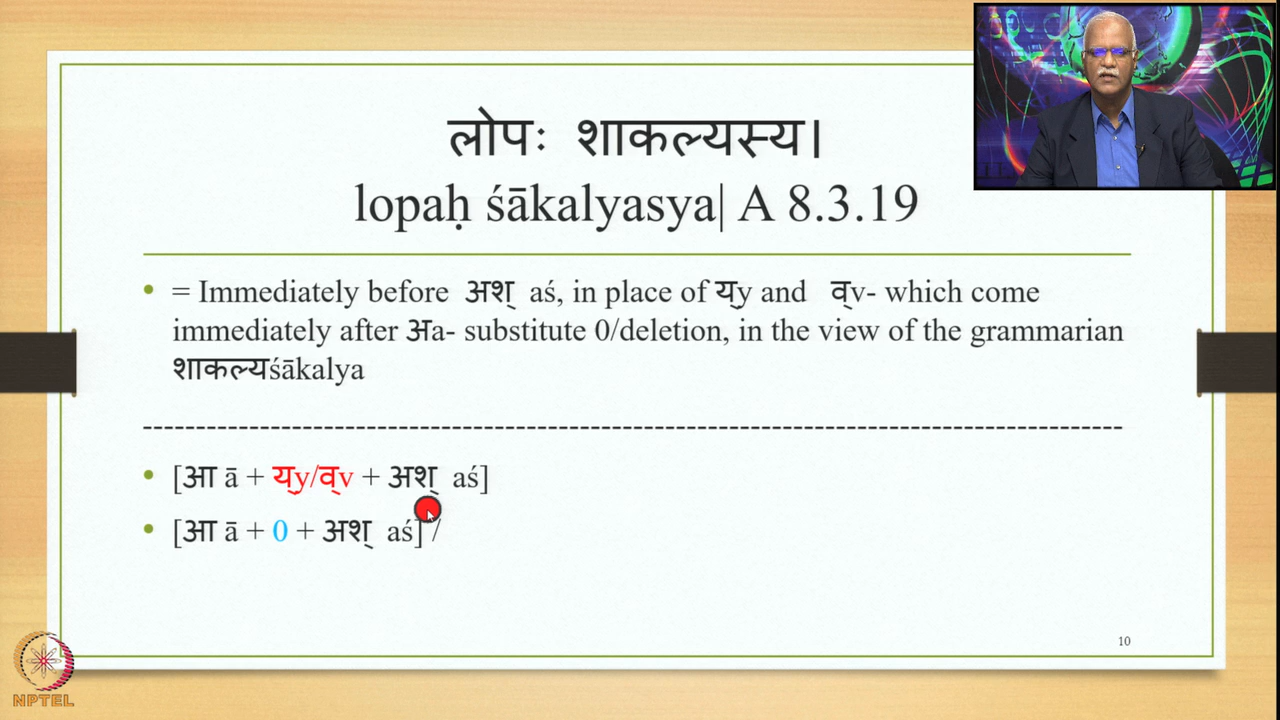 लोपः शाकल्यस्य।
lopaḥ śākalyasya| A 8.3.19
= Immediately before अश् aś, in place of य्y and व्v- which come
immediately after अa- substitute 0/deletion, in the view of the grammarian
शाकल्यśākalya
-----------------------------------------------------------------------------------------
[आ ā + य्y/व्v + अश् aś]
[आ ā + 0 + अश् aś] /
10
NPTEL